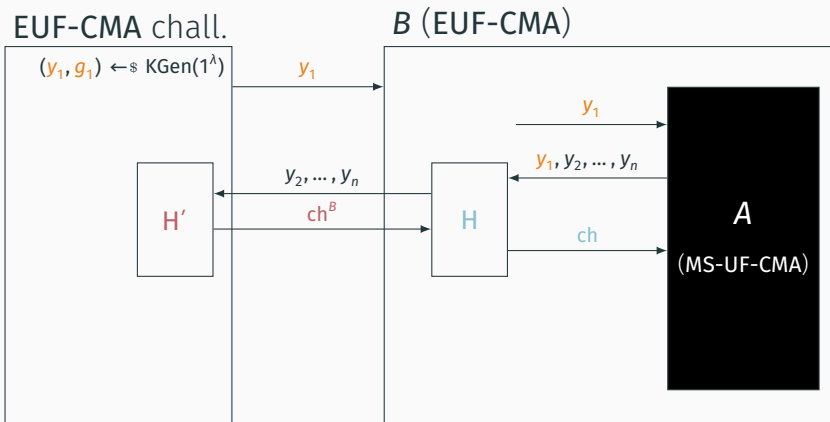 EUF-CMA chall.
B (EUF-CMA)
(y₁, g₁) ←$ KGen(1^λ)
y₁
y₁
y₁, y₂, ..., yₙ
y₂, ..., yₙ
H′
ch^B
H
ch
A
(MS-UF-CMA)